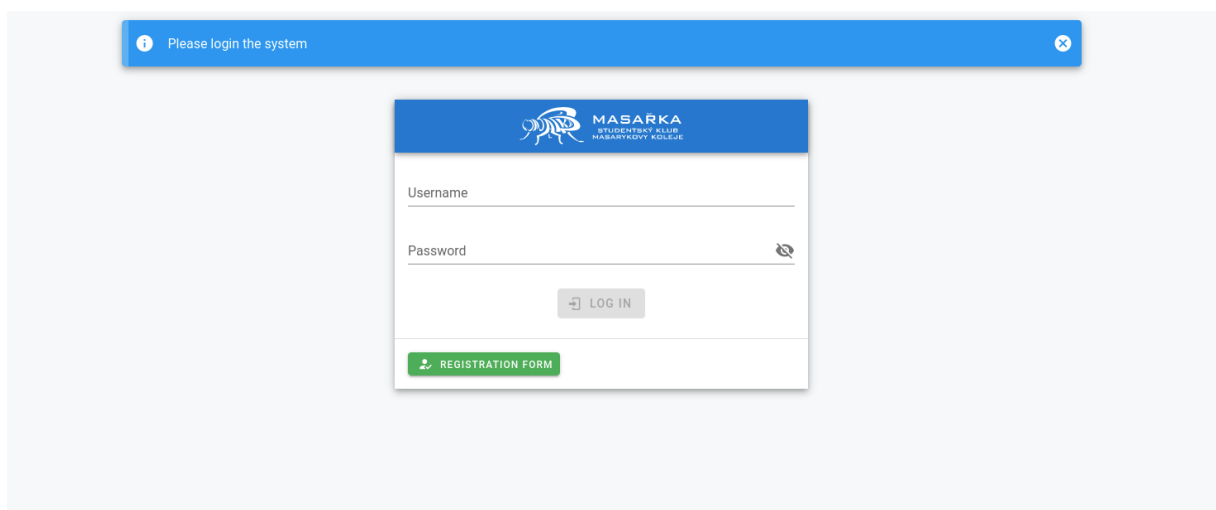 Please login the system
MASAŘKA
STUDENTSKÝ KLUB
MASARYKOVY KOLEJE
Username
Password
LOG IN
REGISTRATION FORM